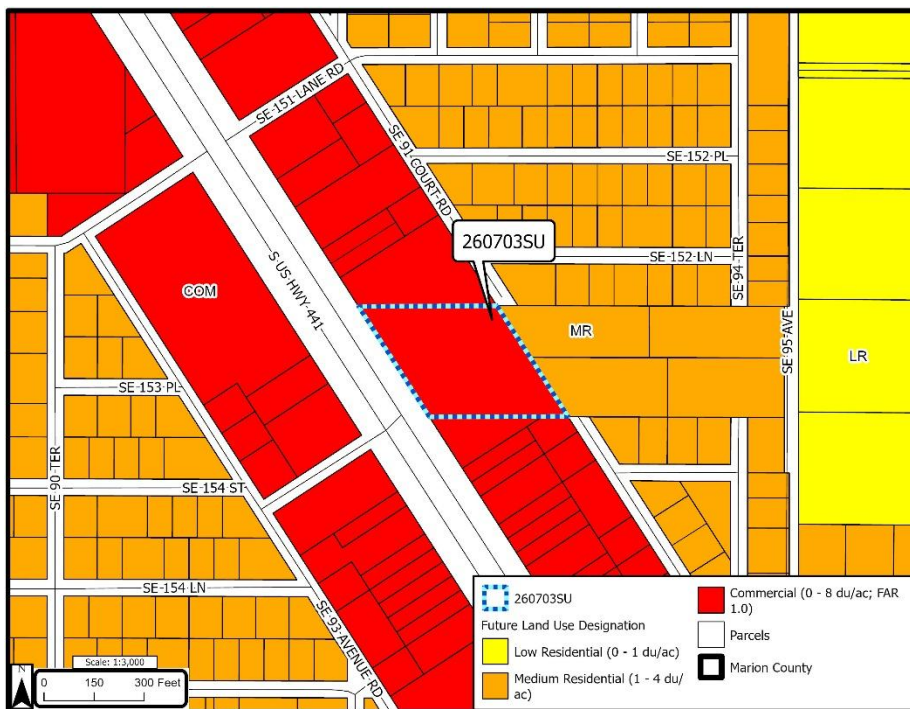 SE 151 LANE RD
SE 91 COURT RD
SE 152 PL
260703SU
SE 152 LN
SE 94 TER
COM
S US HWY 441
MR
SE 95 AVE
LR
SE 153 PL
SE 90 TER
SE 154 ST
SE 154 LN
SE 93 AVENUE RD
N
Scale: 1:3,000
0 150 300 Feet
260703SU
Future Land Use Designation
Low Residential (0 - 1 du/ac)
Medium Residential (1 - 4 du/
ac)
Commercial (0 - 8 du/ac; FAR
1.0)
Parcels
Marion County